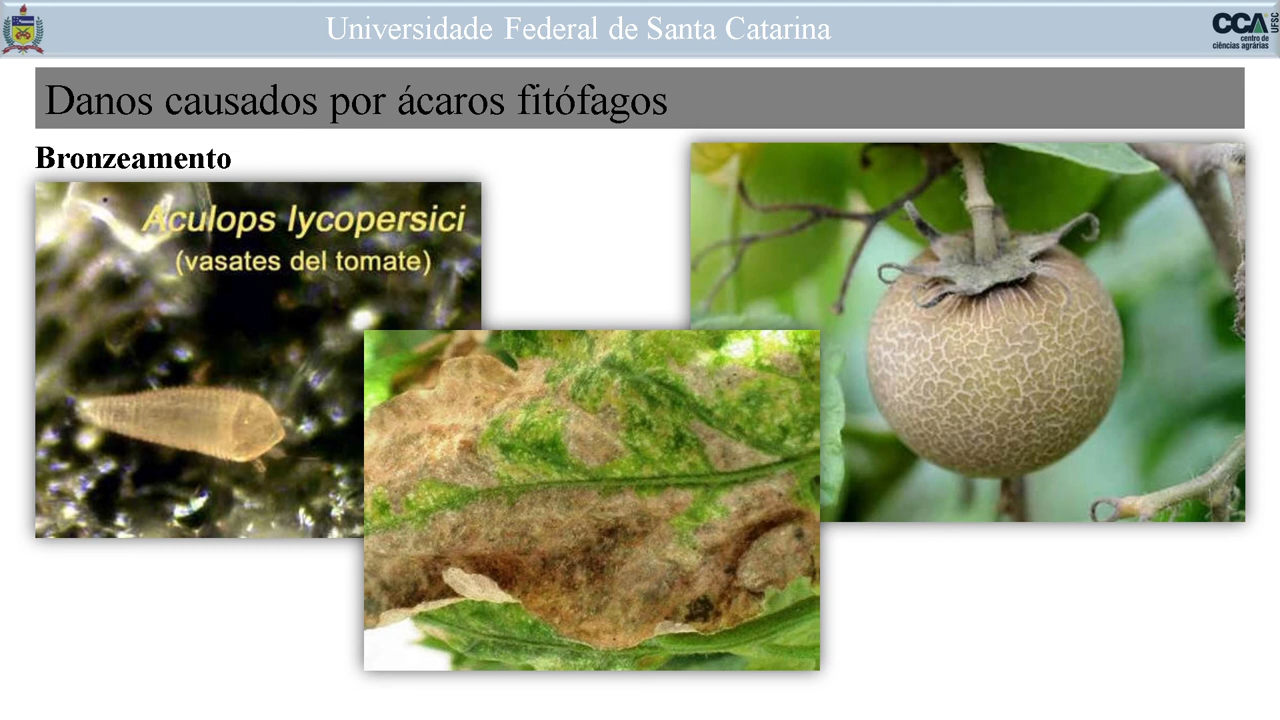 Universidade Federal de Santa Catarina
CCA
UFSC
centro de
ciências agrárias
Danos causados por ácaros fitófagos
Bronzeamento
Aculops lycopersici
(vasates del tomate)